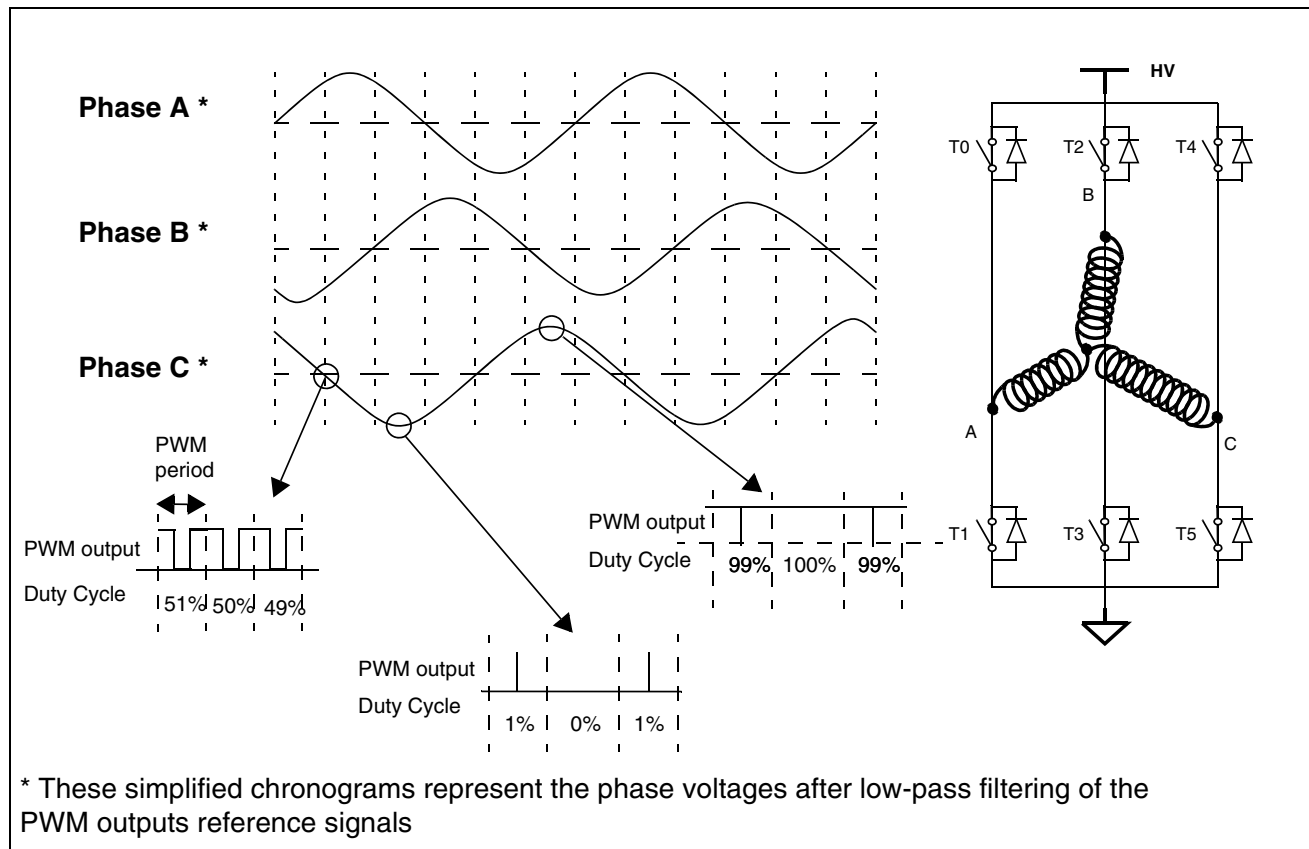 HV
Phase A *
T0
T2
T4
B
Phase B *
Phase C *
A
C
PWM
period
PWM output
Duty Cycle
51%
50%
49%
PWM output
Duty Cycle
99%
100%
99%
T1
T3
T5
PWM output
Duty Cycle
1%
0%
1%
* These simplified chronograms represent the phase voltages after low-pass filtering of the
PWM outputs reference signals